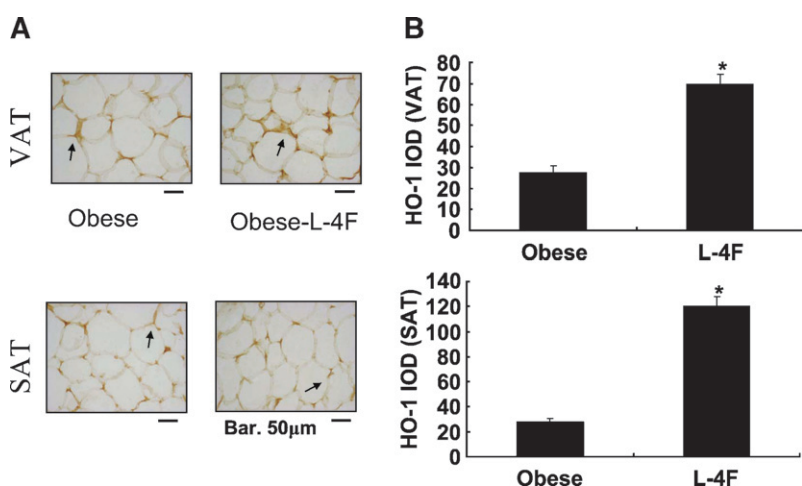 A
VAT
Obese
Obese-L-4F
SAT
Bar. 50μm
B
HO-1 IOD (VAT)
80
70
60
50
40
30
20
10
0
*
Obese
L-4F
HO-1 IOD (SAT)
140
120
100
80
60
40
20
0
*
Obese
L-4F